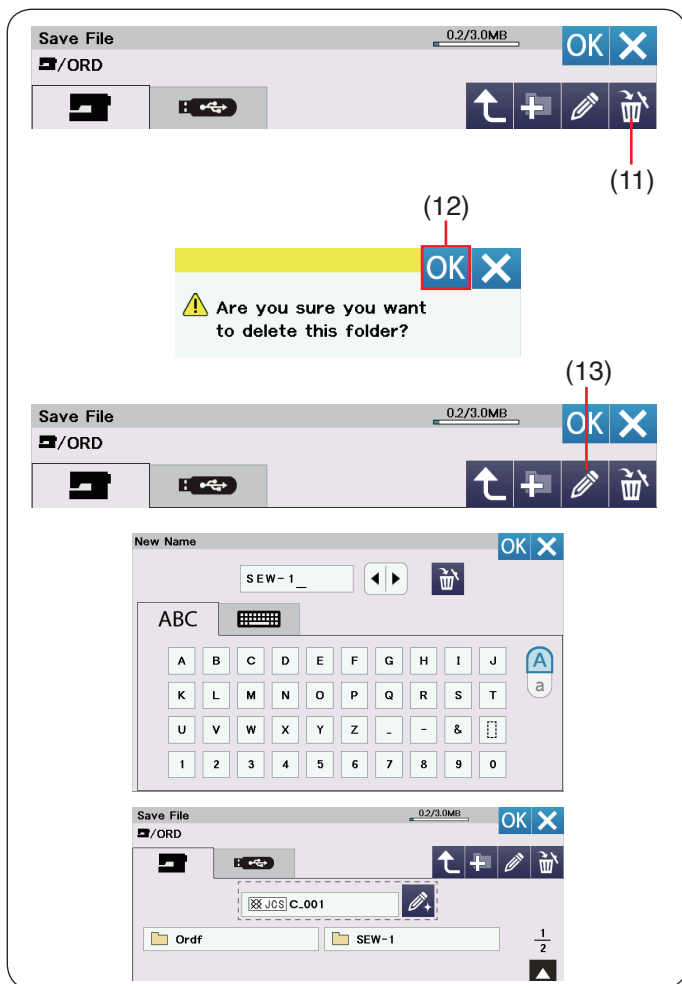 Save File
0.2/3.0MB
OK
/ORD
(11)
(12)
OK
Are you sure you want
to delete this folder?
(13)
Save File
0.2/3.0MB
OK
/ORD
New Name
OK
SEW-1_
ABC
A B C D E F G H I J
A
K L M N O P Q R S T
a
U V W X Y Z _ - &
1 2 3 4 5 6 7 8 9 0
Save File
0.2/3.0MB
OK
/ORD
JCS C_001
Ordf
SEW-1
1
2